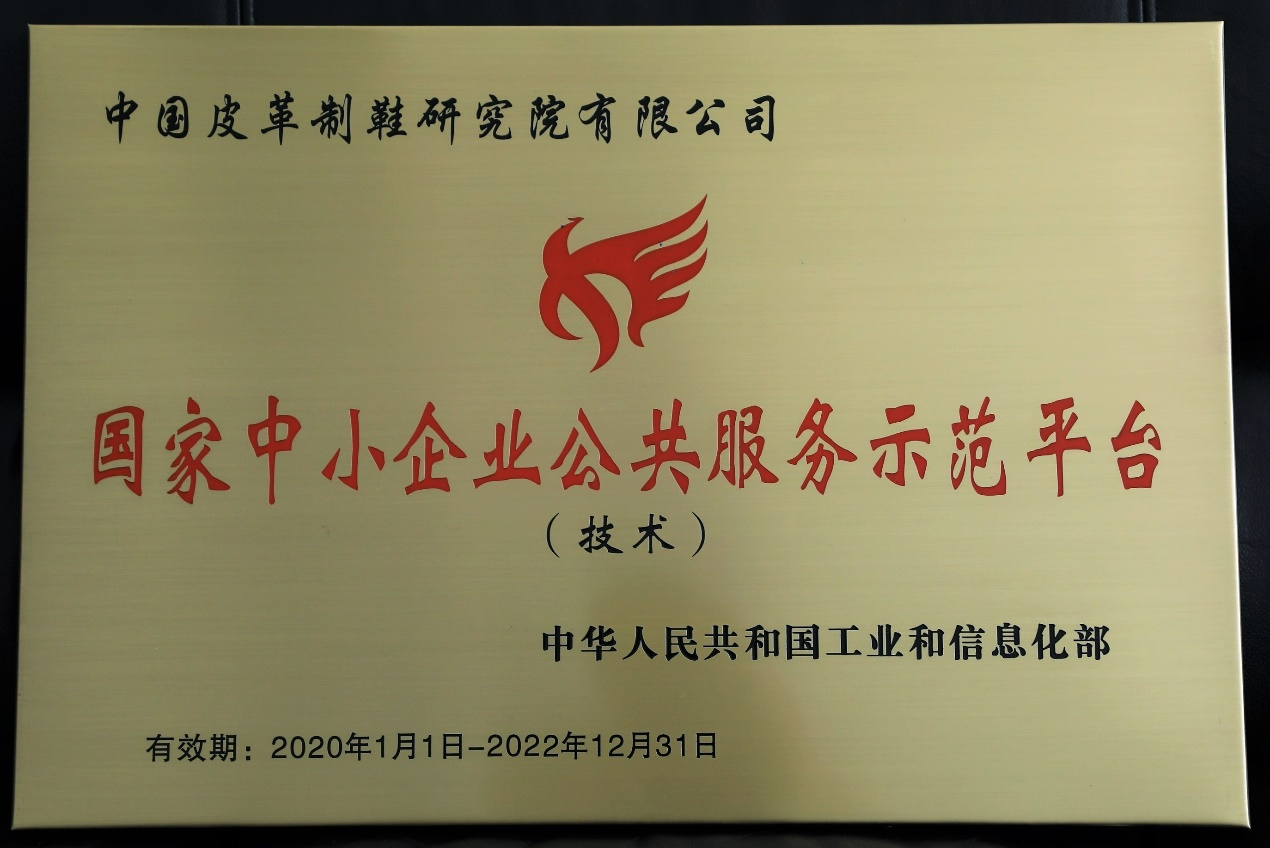 中国皮革制鞋研究院有限公司
国家中小企业公共服务示范平台
（技术）
中华人民共和国工业和信息化部
有效期：2020年1月1日-2022年12月31日